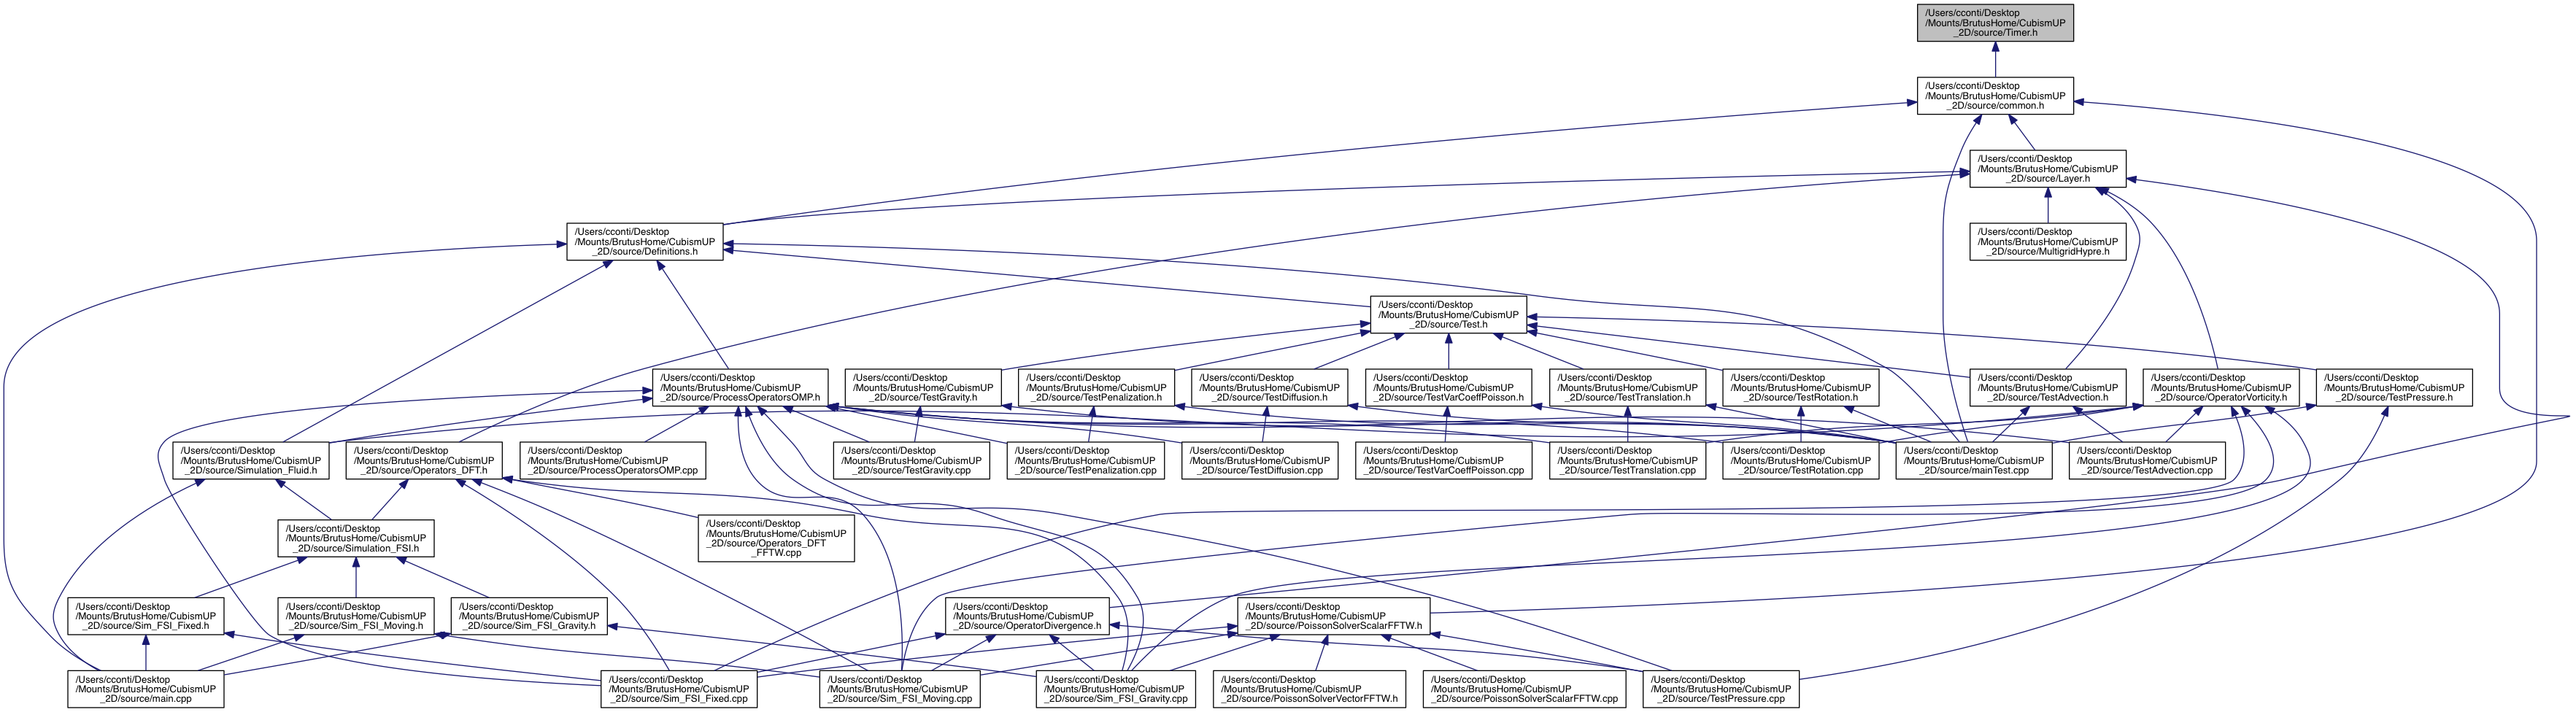 /Users/cconti/Desktop
/Mounts/BrutusHome/CubismUP
_2D/source/Timer.h
/Users/cconti/Desktop
/Mounts/BrutusHome/CubismUP
_2D/source/common.h
/Users/cconti/Desktop
/Mounts/BrutusHome/CubismUP
_2D/source/Layer.h
/Users/cconti/Desktop
/Mounts/BrutusHome/CubismUP
_2D/source/Definitions.h
/Users/cconti/Desktop
/Mounts/BrutusHome/CubismUP
_2D/source/MultigridHypre.h
/Users/cconti/Desktop
/Mounts/BrutusHome/CubismUP
_2D/source/Test.h
/Users/cconti/Desktop
/Mounts/BrutusHome/CubismUP
_2D/source/ProcessOperatorsOMP.h
/Users/cconti/Desktop
/Mounts/BrutusHome/CubismUP
_2D/source/TestGravity.h
/Users/cconti/Desktop
/Mounts/BrutusHome/CubismUP
_2D/source/TestPenalization.h
/Users/cconti/Desktop
/Mounts/BrutusHome/CubismUP
_2D/source/TestDiffusion.h
/Users/cconti/Desktop
/Mounts/BrutusHome/CubismUP
_2D/source/TestVarCoeffPoisson.h
/Users/cconti/Desktop
/Mounts/BrutusHome/CubismUP
_2D/source/TestTranslation.h
/Users/cconti/Desktop
/Mounts/BrutusHome/CubismUP
_2D/source/TestRotation.h
/Users/cconti/Desktop
/Mounts/BrutusHome/CubismUP
_2D/source/TestAdvection.h
/Users/cconti/Desktop
/Mounts/BrutusHome/CubismUP
_2D/source/OperatorVorticity.h
/Users/cconti/Desktop
/Mounts/BrutusHome/CubismUP
_2D/source/TestPressure.h
/Users/cconti/Desktop
/Mounts/BrutusHome/CubismUP
_2D/source/Simulation_Fluid.h
/Users/cconti/Desktop
/Mounts/BrutusHome/CubismUP
_2D/source/Operators_DFT.h
/Users/cconti/Desktop
/Mounts/BrutusHome/CubismUP
_2D/source/ProcessOperatorsOMP.cpp
/Users/cconti/Desktop
/Mounts/BrutusHome/CubismUP
_2D/source/TestGravity.cpp
/Users/cconti/Desktop
/Mounts/BrutusHome/CubismUP
_2D/source/TestPenalization.cpp
/Users/cconti/Desktop
/Mounts/BrutusHome/CubismUP
_2D/source/TestDiffusion.cpp
/Users/cconti/Desktop
/Mounts/BrutusHome/CubismUP
_2D/source/TestVarCoeffPoisson.cpp
/Users/cconti/Desktop
/Mounts/BrutusHome/CubismUP
_2D/source/TestTranslation.cpp
/Users/cconti/Desktop
/Mounts/BrutusHome/CubismUP
_2D/source/TestRotation.cpp
/Users/cconti/Desktop
/Mounts/BrutusHome/CubismUP
_2D/source/mainTest.cpp
/Users/cconti/Desktop
/Mounts/BrutusHome/CubismUP
_2D/source/TestAdvection.cpp
/Users/cconti/Desktop
/Mounts/BrutusHome/CubismUP
_2D/source/Simulation_FSI.h
/Users/cconti/Desktop
/Mounts/BrutusHome/CubismUP
_2D/source/Operators_DFT
_FFTW.cpp
/Users/cconti/Desktop
/Mounts/BrutusHome/CubismUP
_2D/source/Sim_FSI_Fixed.h
/Users/cconti/Desktop
/Mounts/BrutusHome/CubismUP
_2D/source/Sim_FSI_Moving.h
/Users/cconti/Desktop
/Mounts/BrutusHome/CubismUP
_2D/source/Sim_FSI_Gravity.h
/Users/cconti/Desktop
/Mounts/BrutusHome/CubismUP
_2D/source/OperatorDivergence.h
/Users/cconti/Desktop
/Mounts/BrutusHome/CubismUP
_2D/source/PoissonSolverScalarFFTW.h
/Users/cconti/Desktop
/Mounts/BrutusHome/CubismUP
_2D/source/main.cpp
/Users/cconti/Desktop
/Mounts/BrutusHome/CubismUP
_2D/source/Sim_FSI_Fixed.cpp
/Users/cconti/Desktop
/Mounts/BrutusHome/CubismUP
_2D/source/Sim_FSI_Moving.cpp
/Users/cconti/Desktop
/Mounts/BrutusHome/CubismUP
_2D/source/Sim_FSI_Gravity.cpp
/Users/cconti/Desktop
/Mounts/BrutusHome/CubismUP
_2D/source/PoissonSolverVectorFFTW.h
/Users/cconti/Desktop
/Mounts/BrutusHome/CubismUP
_2D/source/PoissonSolverScalarFFTW.cpp
/Users/cconti/Desktop
/Mounts/BrutusHome/CubismUP
_2D/source/TestPressure.cpp